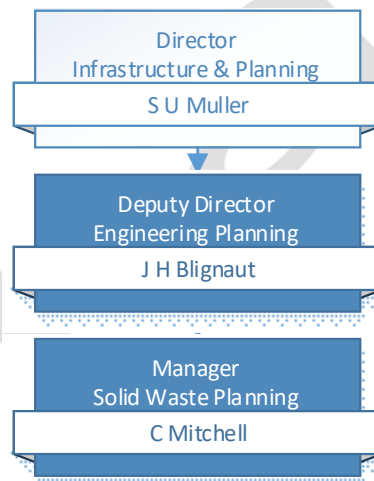 Director
Infrastructure & Planning
S U Muller
Deputy Director
Engineering Planning
J H Blignaut
Manager
Solid Waste Planning
C Mitchell